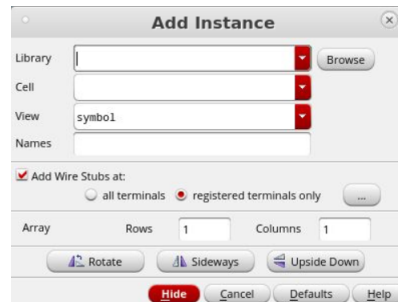 Add Instance
Library
Browse
Cell
View symbol
Names
Add Wire Stubs at:
all terminals registered terminals only ...
Array Rows 1 Columns 1
Rotate Sideways Upside Down
Hide Cancel Defaults Help